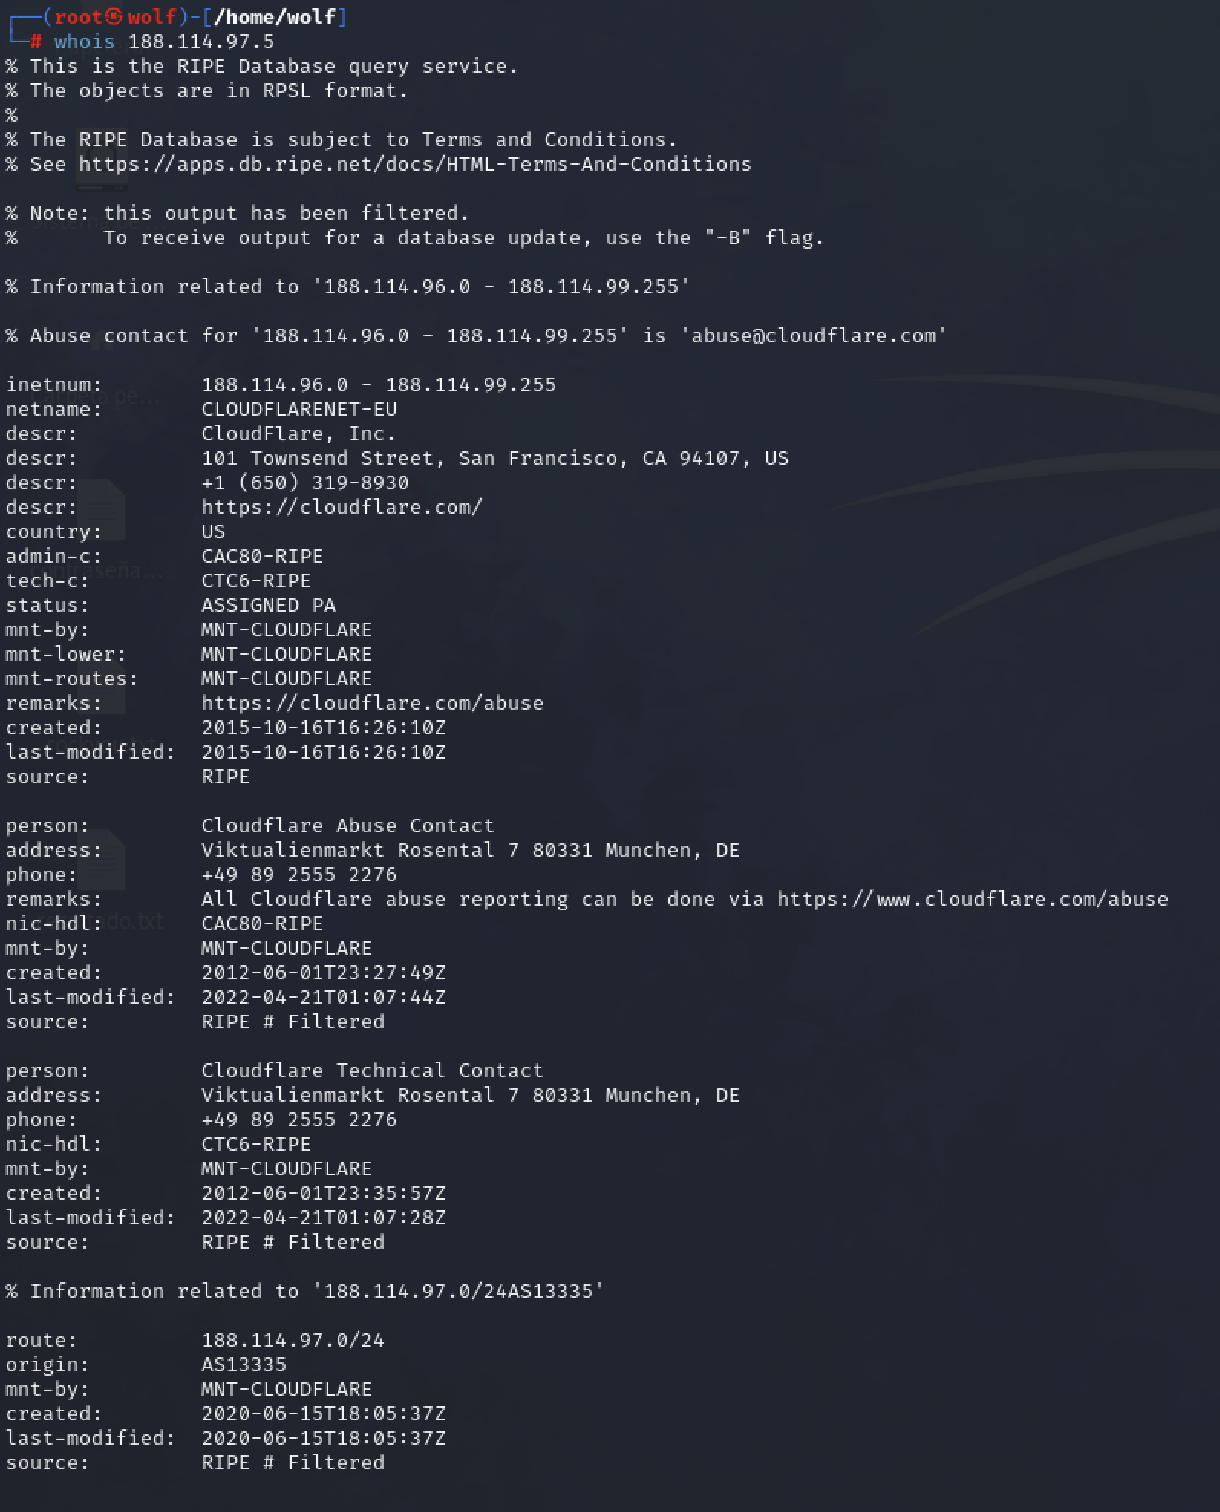 ┌──(root㉿wolf)-[/home/wolf]
└─# whois 188.114.97.5
% This is the RIPE Database query service.
% The objects are in RPSL format.
%
% The RIPE Database is subject to Terms and Conditions.
% See https://apps.db.ripe.net/docs/HTML-Terms-And-Conditions

% Note: this output has been filtered.
%       To receive output for a database update, use the "-B" flag.

% Information related to '188.114.96.0 - 188.114.99.255'

% Abuse contact for '188.114.96.0 - 188.114.99.255' is 'abuse@cloudflare.com'

inetnum:        188.114.96.0 - 188.114.99.255
netname:        CLOUDFLARENET-EU
descr:          CloudFlare, Inc.
descr:          101 Townsend Street, San Francisco, CA 94107, US
descr:          +1 (650) 319-8930
descr:          https://cloudflare.com/
country:        US
admin-c:        CAC80-RIPE
tech-c:         CTC6-RIPE
status:         ASSIGNED PA
mnt-by:         MNT-CLOUDFLARE
mnt-lower:      MNT-CLOUDFLARE
mnt-routes:     MNT-CLOUDFLARE
remarks:        https://cloudflare.com/abuse
created:        2015-10-16T16:26:10Z
last-modified:  2015-10-16T16:26:10Z
source:         RIPE

person:         Cloudflare Abuse Contact
address:        Viktualienmarkt Rosental 7 80331 Munchen, DE
phone:          +49 89 2555 2276
remarks:        All Cloudflare abuse reporting can be done via https://www.cloudflare.com/abuse
nic-hdl:        CAC80-RIPE
mnt-by:         MNT-CLOUDFLARE
created:        2012-06-01T23:27:49Z
last-modified:  2022-04-21T01:07:44Z
source:         RIPE # Filtered

person:         Cloudflare Technical Contact
address:        Viktualienmarkt Rosental 7 80331 Munchen, DE
phone:          +49 89 2555 2276
nic-hdl:        CTC6-RIPE
mnt-by:         MNT-CLOUDFLARE
created:        2012-06-01T23:35:57Z
last-modified:  2022-04-21T01:07:28Z
source:         RIPE # Filtered

% Information related to '188.114.97.0/24AS13335'

route:          188.114.97.0/24
origin:         AS13335
mnt-by:         MNT-CLOUDFLARE
created:        2020-06-15T18:05:37Z
last-modified:  2020-06-15T18:05:37Z
source:         RIPE # Filtered